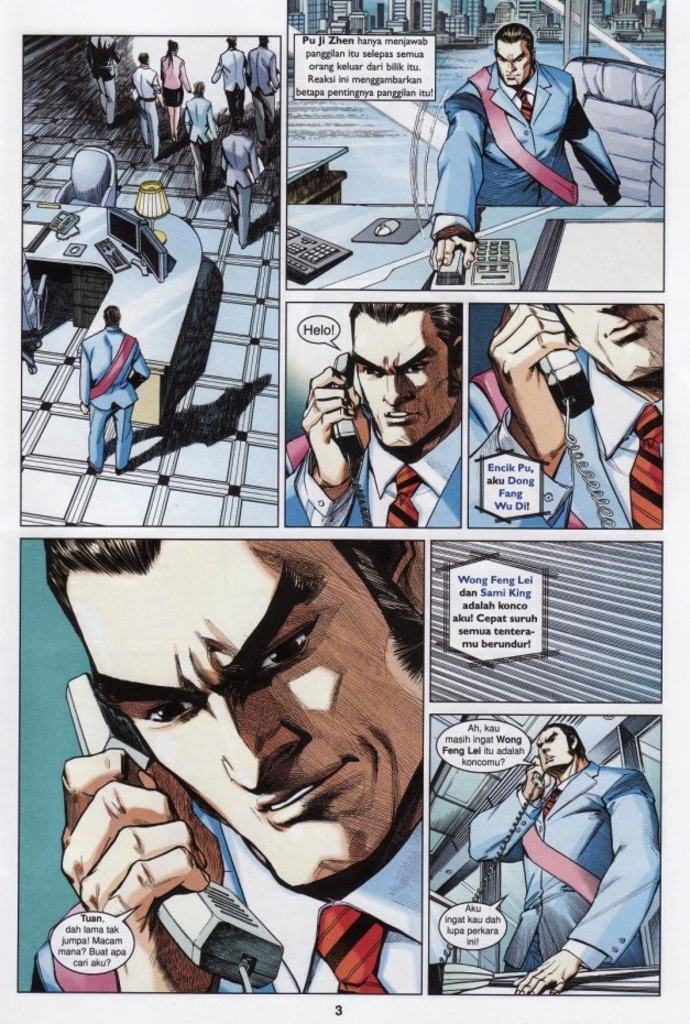 Pu Ji Zhen hanya menjawab
panggilan itu selepas semua
orang keluar dari bilik itu.
Reaksi ini menggambarkan
betapa pentingnya panggilan itu!
Helo!
Encik Pu,
aku Dong
Fang
Wu Di!
Tuan,
dah lama tak
jumpa! Macam
mana? Buat apa
cari aku?
Wong Feng Lei
dan Sami King
adalah konco
aku! Cepat suruh
semua tentera-
mu berundur!
Ah, kau
masih ingat Wong
Feng Lei itu adalah
koncomu?
Aku
ingat kau dah
lupa perkara
ini!
3